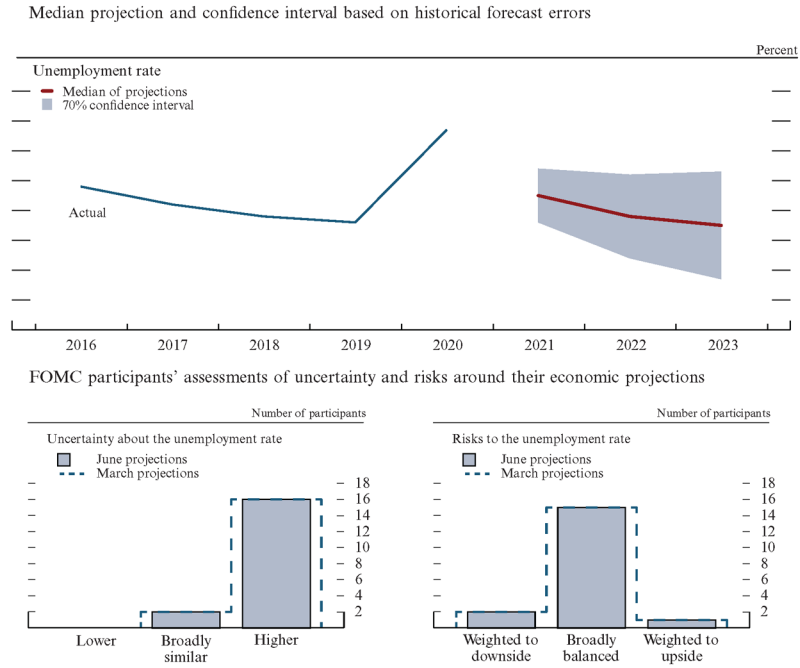 Median projection and confidence interval based on historical forecast errors
Percent
Unemployment rate
Median of projections
70% confidence interval
Actual
2016 2017 2018 2019 2020 2021 2022 2023
FOMC participants’ assessments of uncertainty and risks around their economic projections
Number of participants
Uncertainty about the unemployment rate
June projections
March projections
18
16
14
12
10
8
6
4
2
Lower Broadly similar Higher
Number of participants
Risks to the unemployment rate
June projections
March projections
18
16
14
12
10
8
6
4
2
Weighted to downside Broadly balanced Weighted to upside